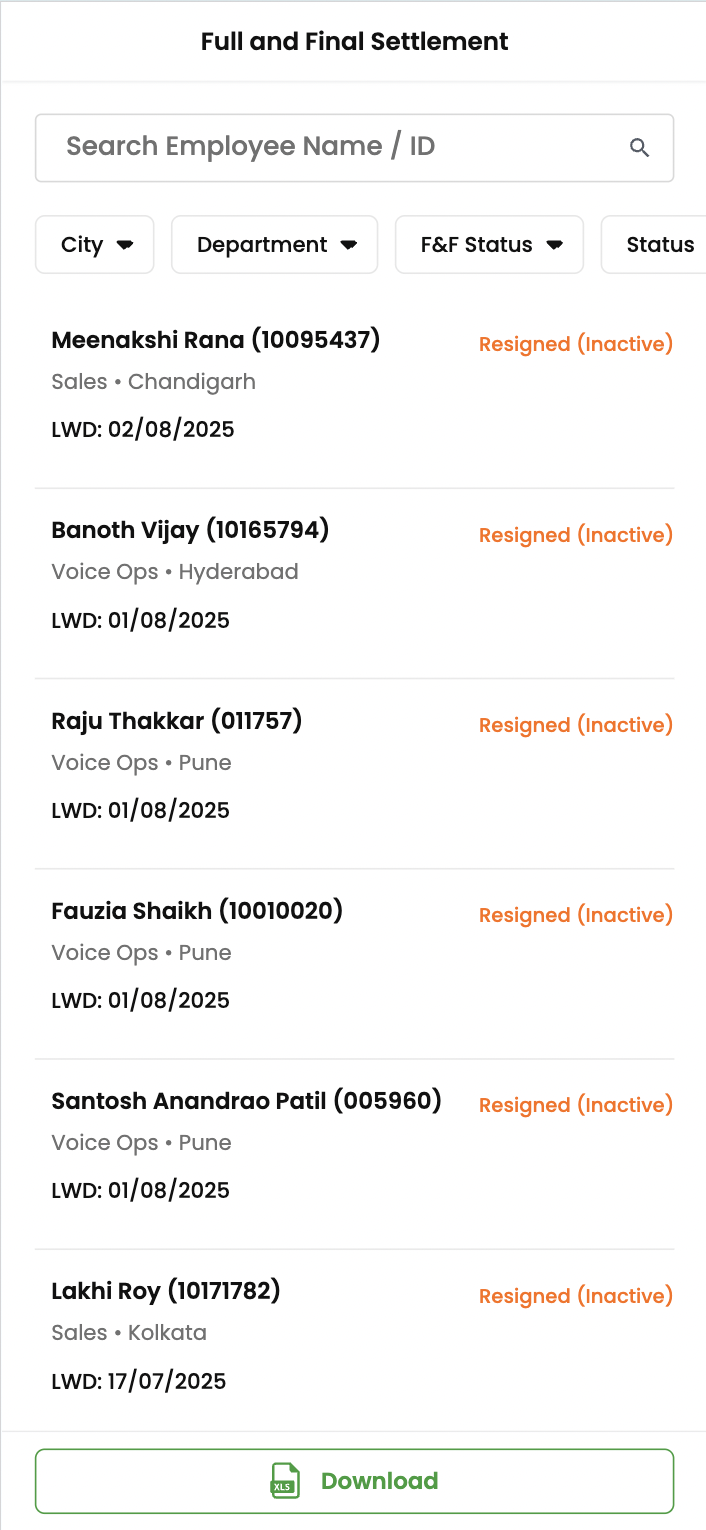 Full and Final Settlement
Search Employee Name / ID
City Department F&F Status Status
Meenakshi Rana (10095437) Resigned (Inactive)
Sales • Chandigarh
LWD: 02/08/2025
Banoth Vijay (10165794) Resigned (Inactive)
Voice Ops • Hyderabad
LWD: 01/08/2025
Raju Thakkar (011757) Resigned (Inactive)
Voice Ops • Pune
LWD: 01/08/2025
Fauzia Shaikh (10010020) Resigned (Inactive)
Voice Ops • Pune
LWD: 01/08/2025
Santosh Anandrao Patil (005960) Resigned (Inactive)
Voice Ops • Pune
LWD: 01/08/2025
Lakhi Roy (10171782) Resigned (Inactive)
Sales • Kolkata
LWD: 17/07/2025
XLS Download